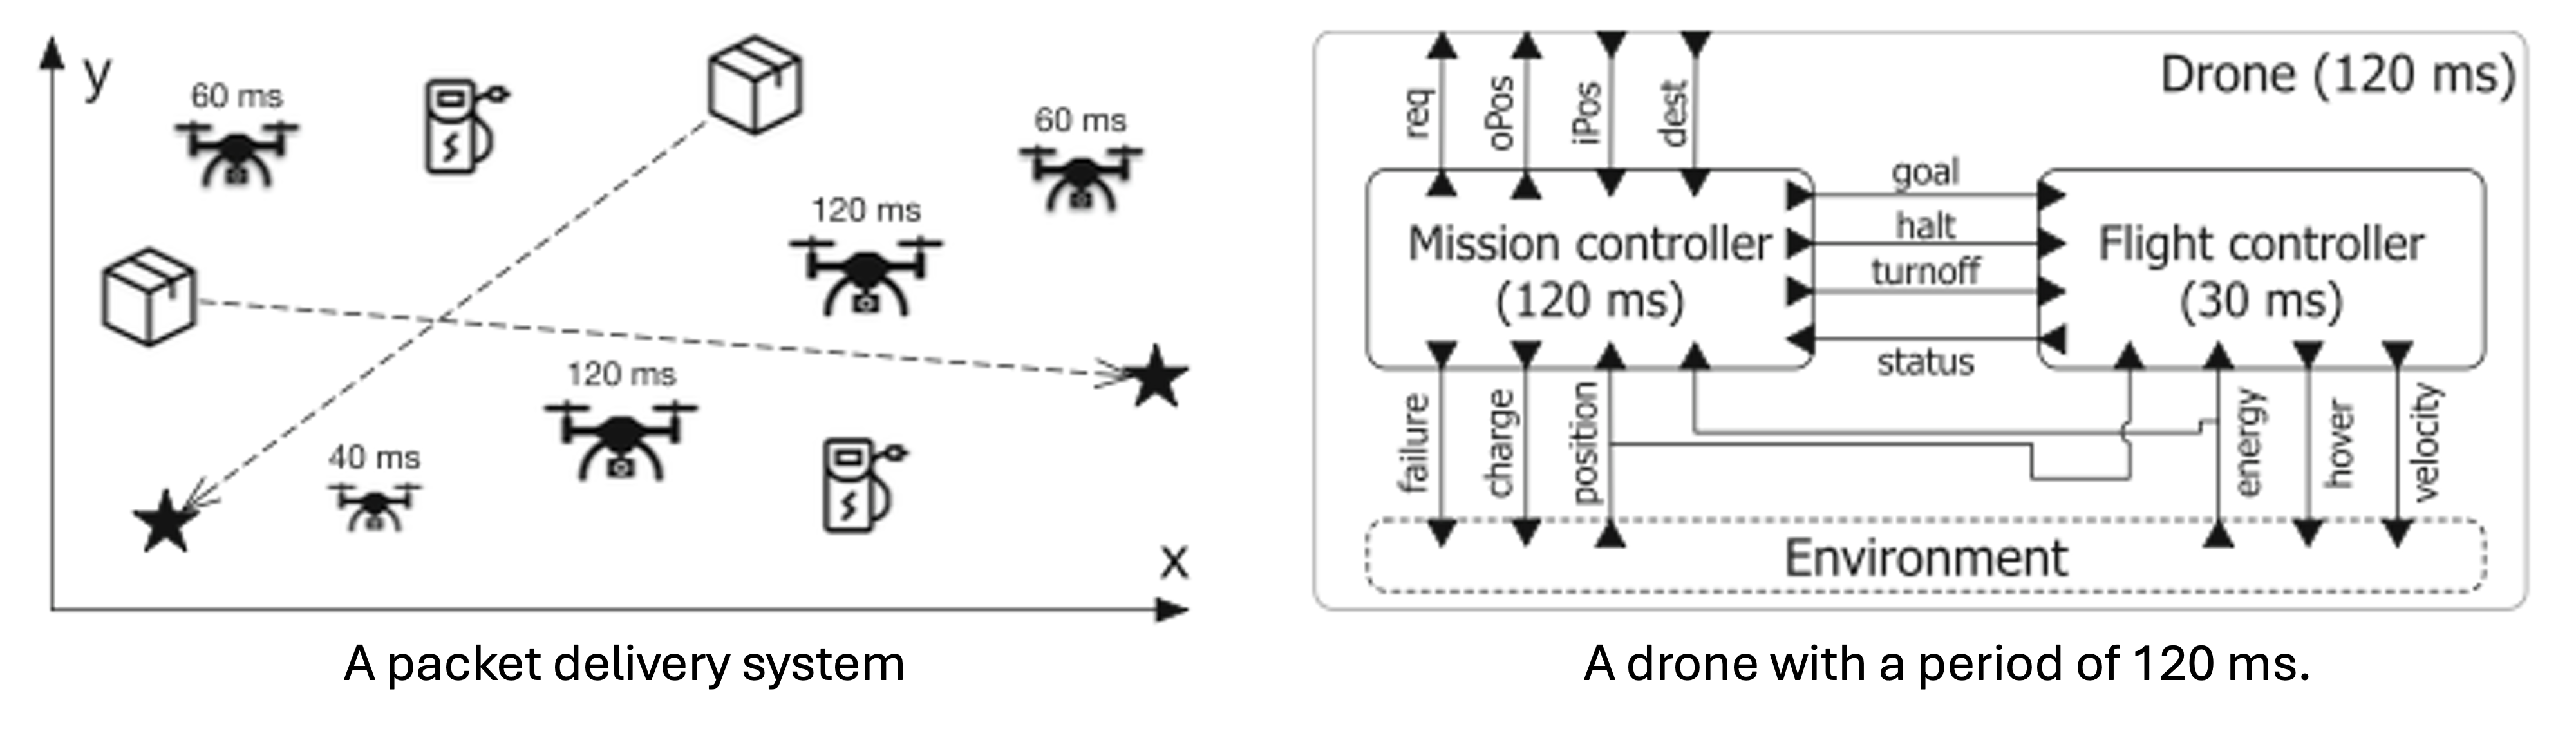 y
60 ms
60 ms
120 ms
120 ms
40 ms
x
A packet delivery system
Drone (120 ms)
req
oPos
iPos
dest
Mission controller
(120 ms)
goal
halt
turnoff
status
Flight controller
(30 ms)
failure
charge
position
energy
hover
velocity
Environment
A drone with a period of 120 ms.